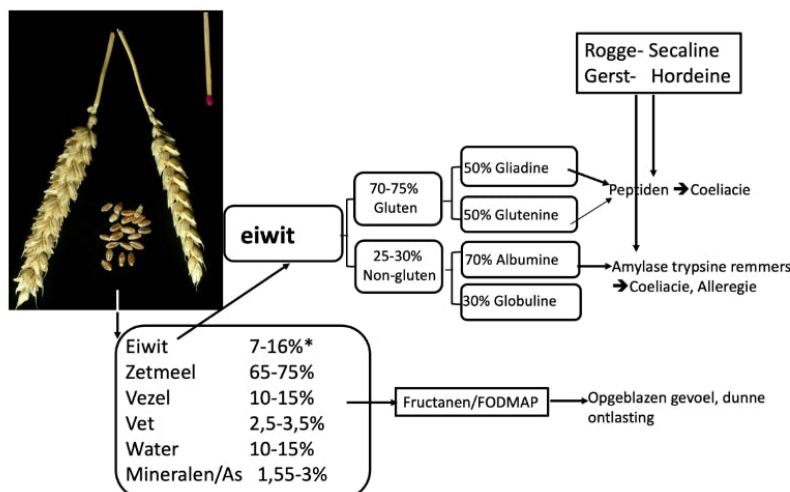 Rogge- Secaline
Gerst- Hordeine
70-75%
Gluten
50% Gliadine
50% Glutenine
Peptiden ➔Coeliacie
eiwit
25-30%
Non-gluten
70% Albumine
30% Globuline
Amylase trypsine remmers
➔Coeliacie, Alleregie
Eiwit 7-16%*
Zetmeel 65-75%
Vezel 10-15%
Vet 2,5-3,5%
Water 10-15%
Mineralen/As 1,55-3%
Fructanen/FODMAP
Opgeblazen gevoel, dunne
ontlasting